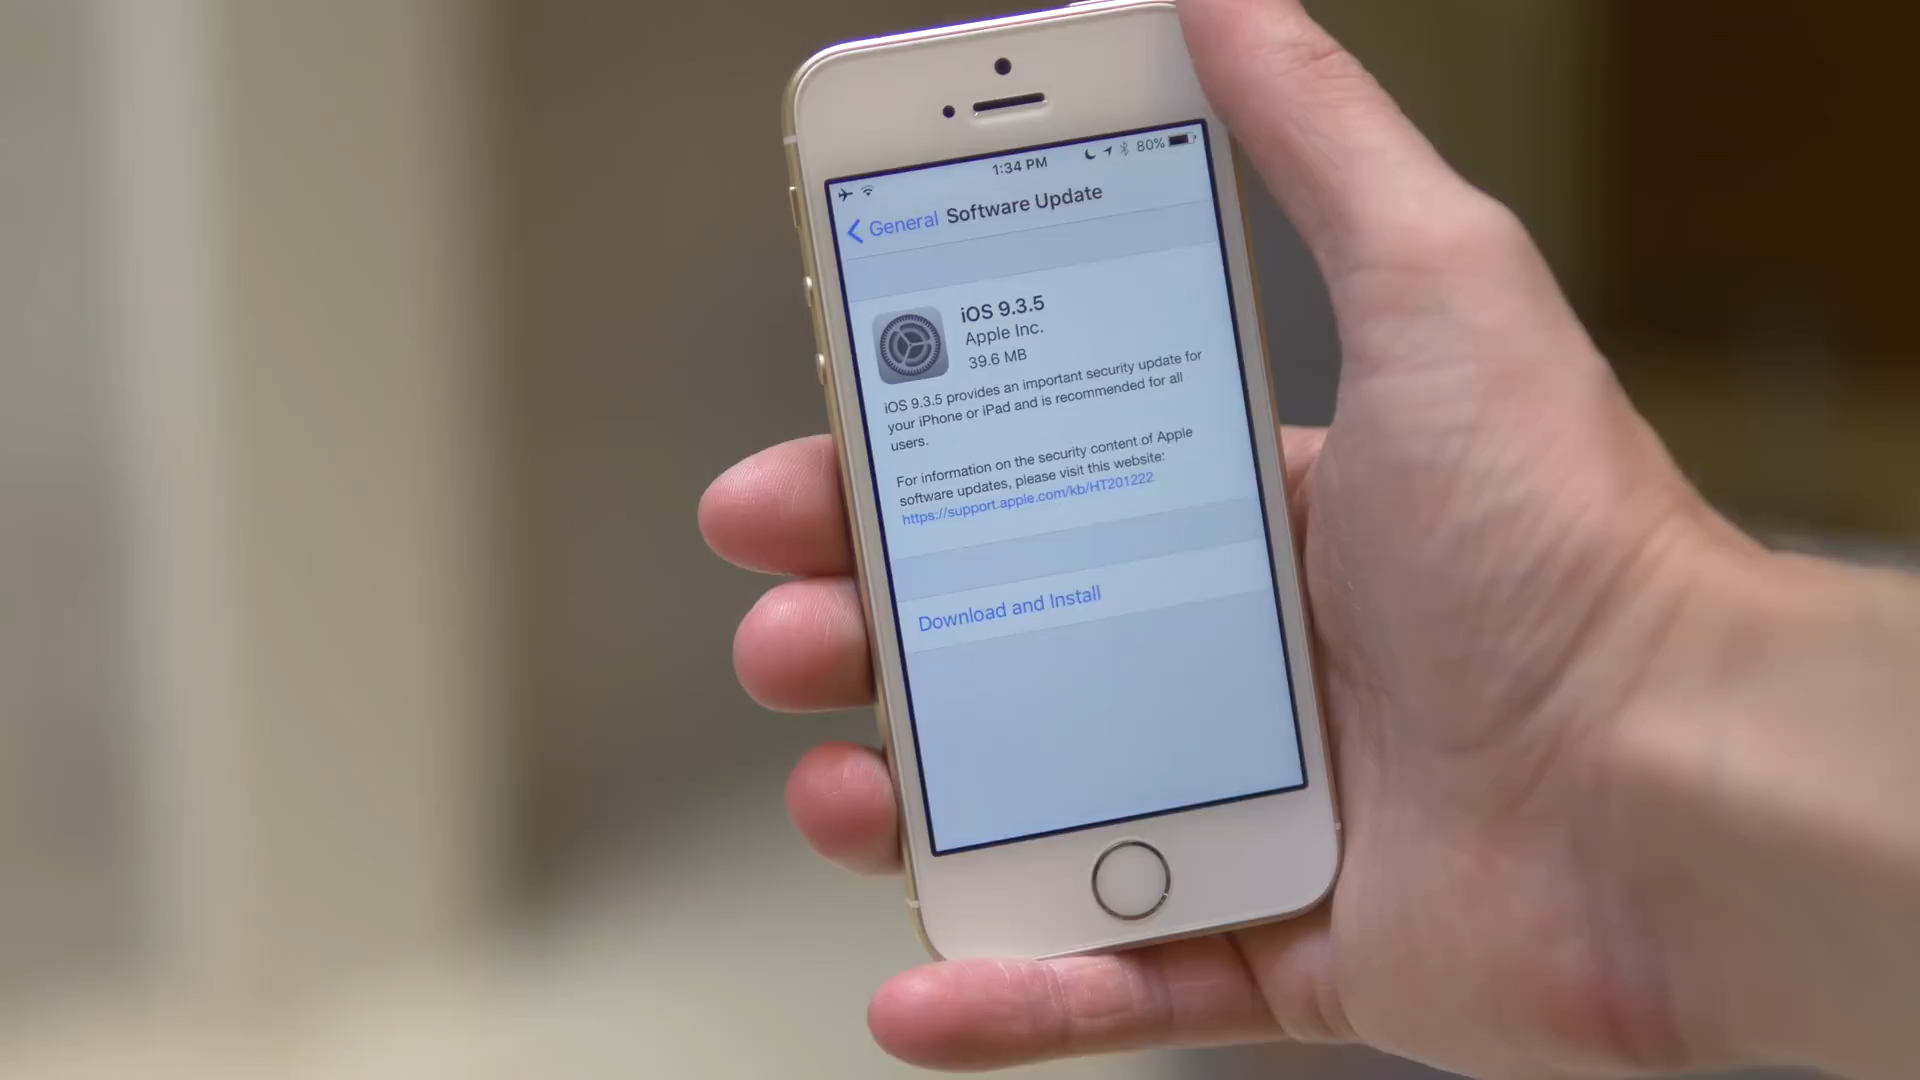 1:34 PM
80%
General Software Update
iOS 9.3.5
Apple Inc.
39.6 MB
iOS 9.3.5 provides an important security update for
your iPhone or iPad and is recommended for all
users.
For information on the security content of Apple
software updates, please visit this website:
https://support.apple.com/kb/HT201222
Download and Install